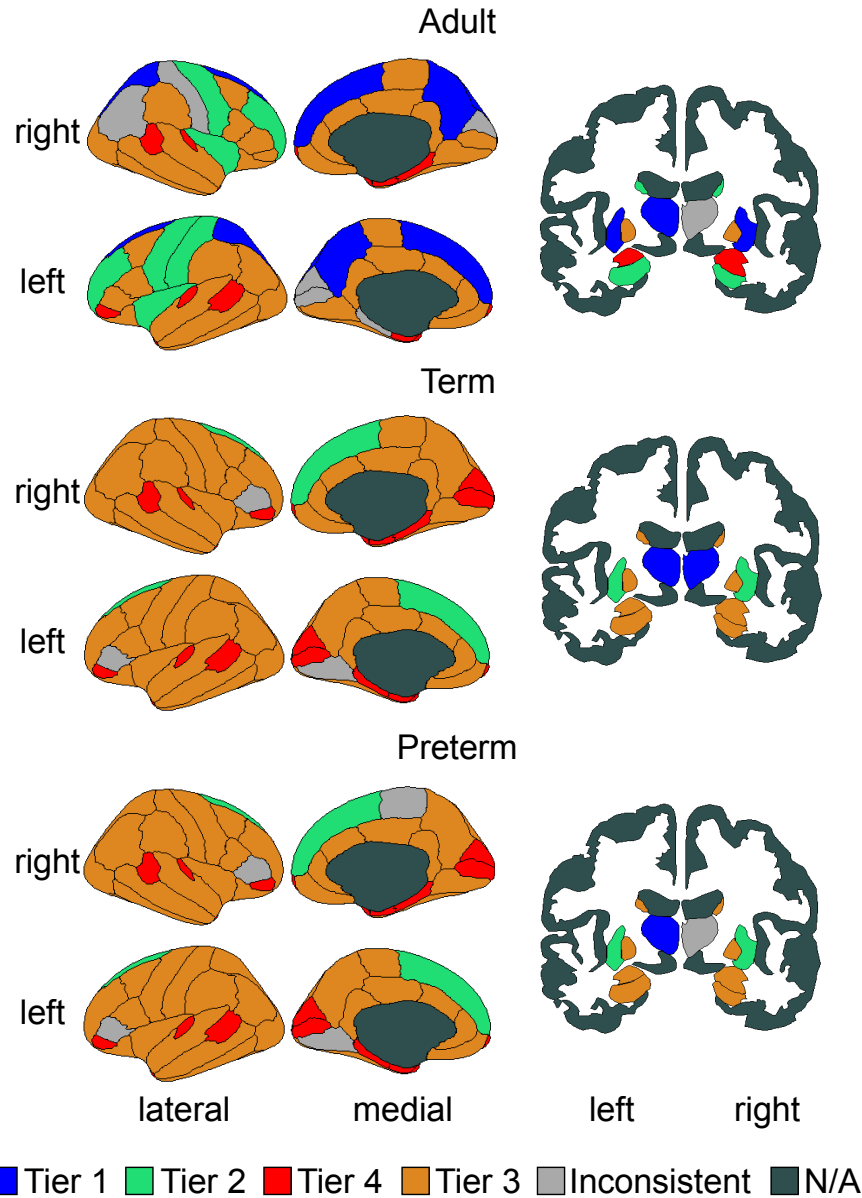 Adult
right
left
Term
right
left
Preterm
right
left
lateral medial left right
Tier 1 Tier 2 Tier 4 Tier 3 Inconsistent N/A